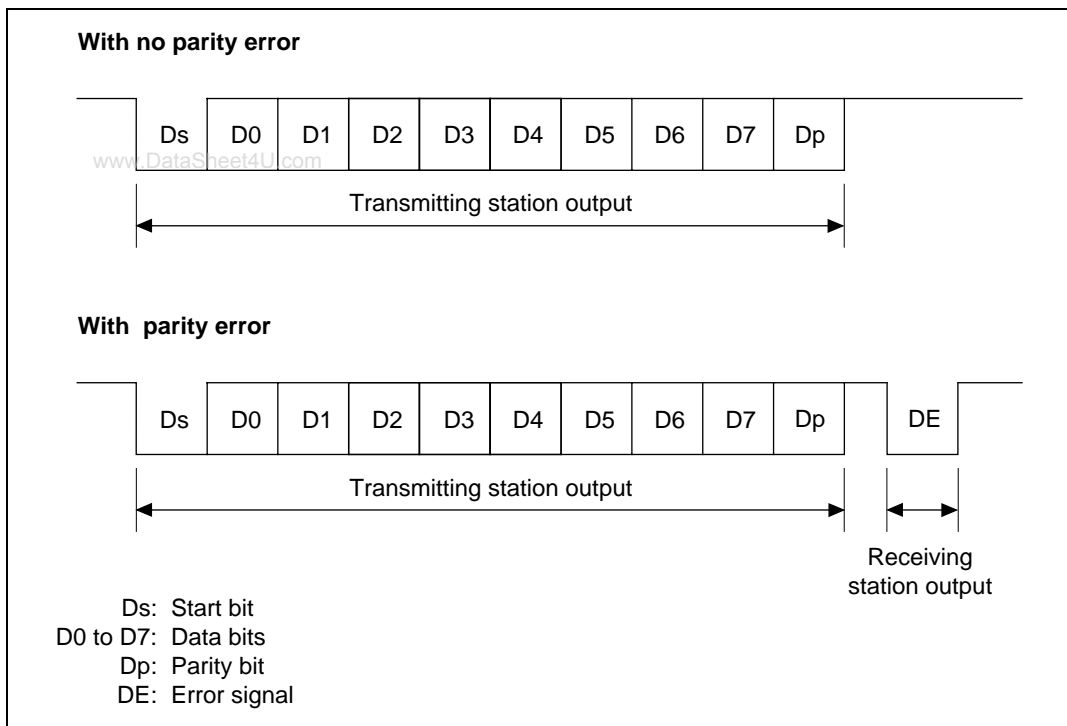 With no parity error
Ds D0 D1 D2 D3 D4 D5 D6 D7 Dp
www.DataSheet4U.com
Transmitting station output
With parity error
Ds D0 D1 D2 D3 D4 D5 D6 D7 Dp DE
Transmitting station output
Receiving
station output
Ds: Start bit
D0 to D7: Data bits
Dp: Parity bit
DE: Error signal